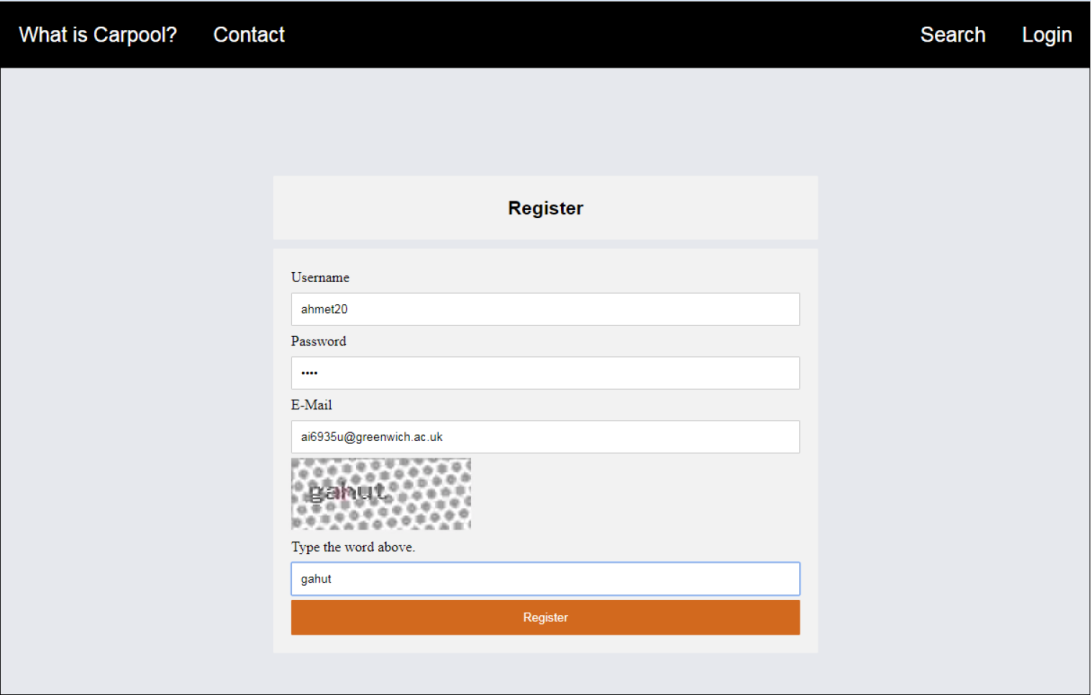 What is Carpool? Contact Search Login
Register
Username
ahmet20
Password
••••
E-Mail
ai6935u@greenwich.ac.uk
gahut
Type the word above.
gahut
Register